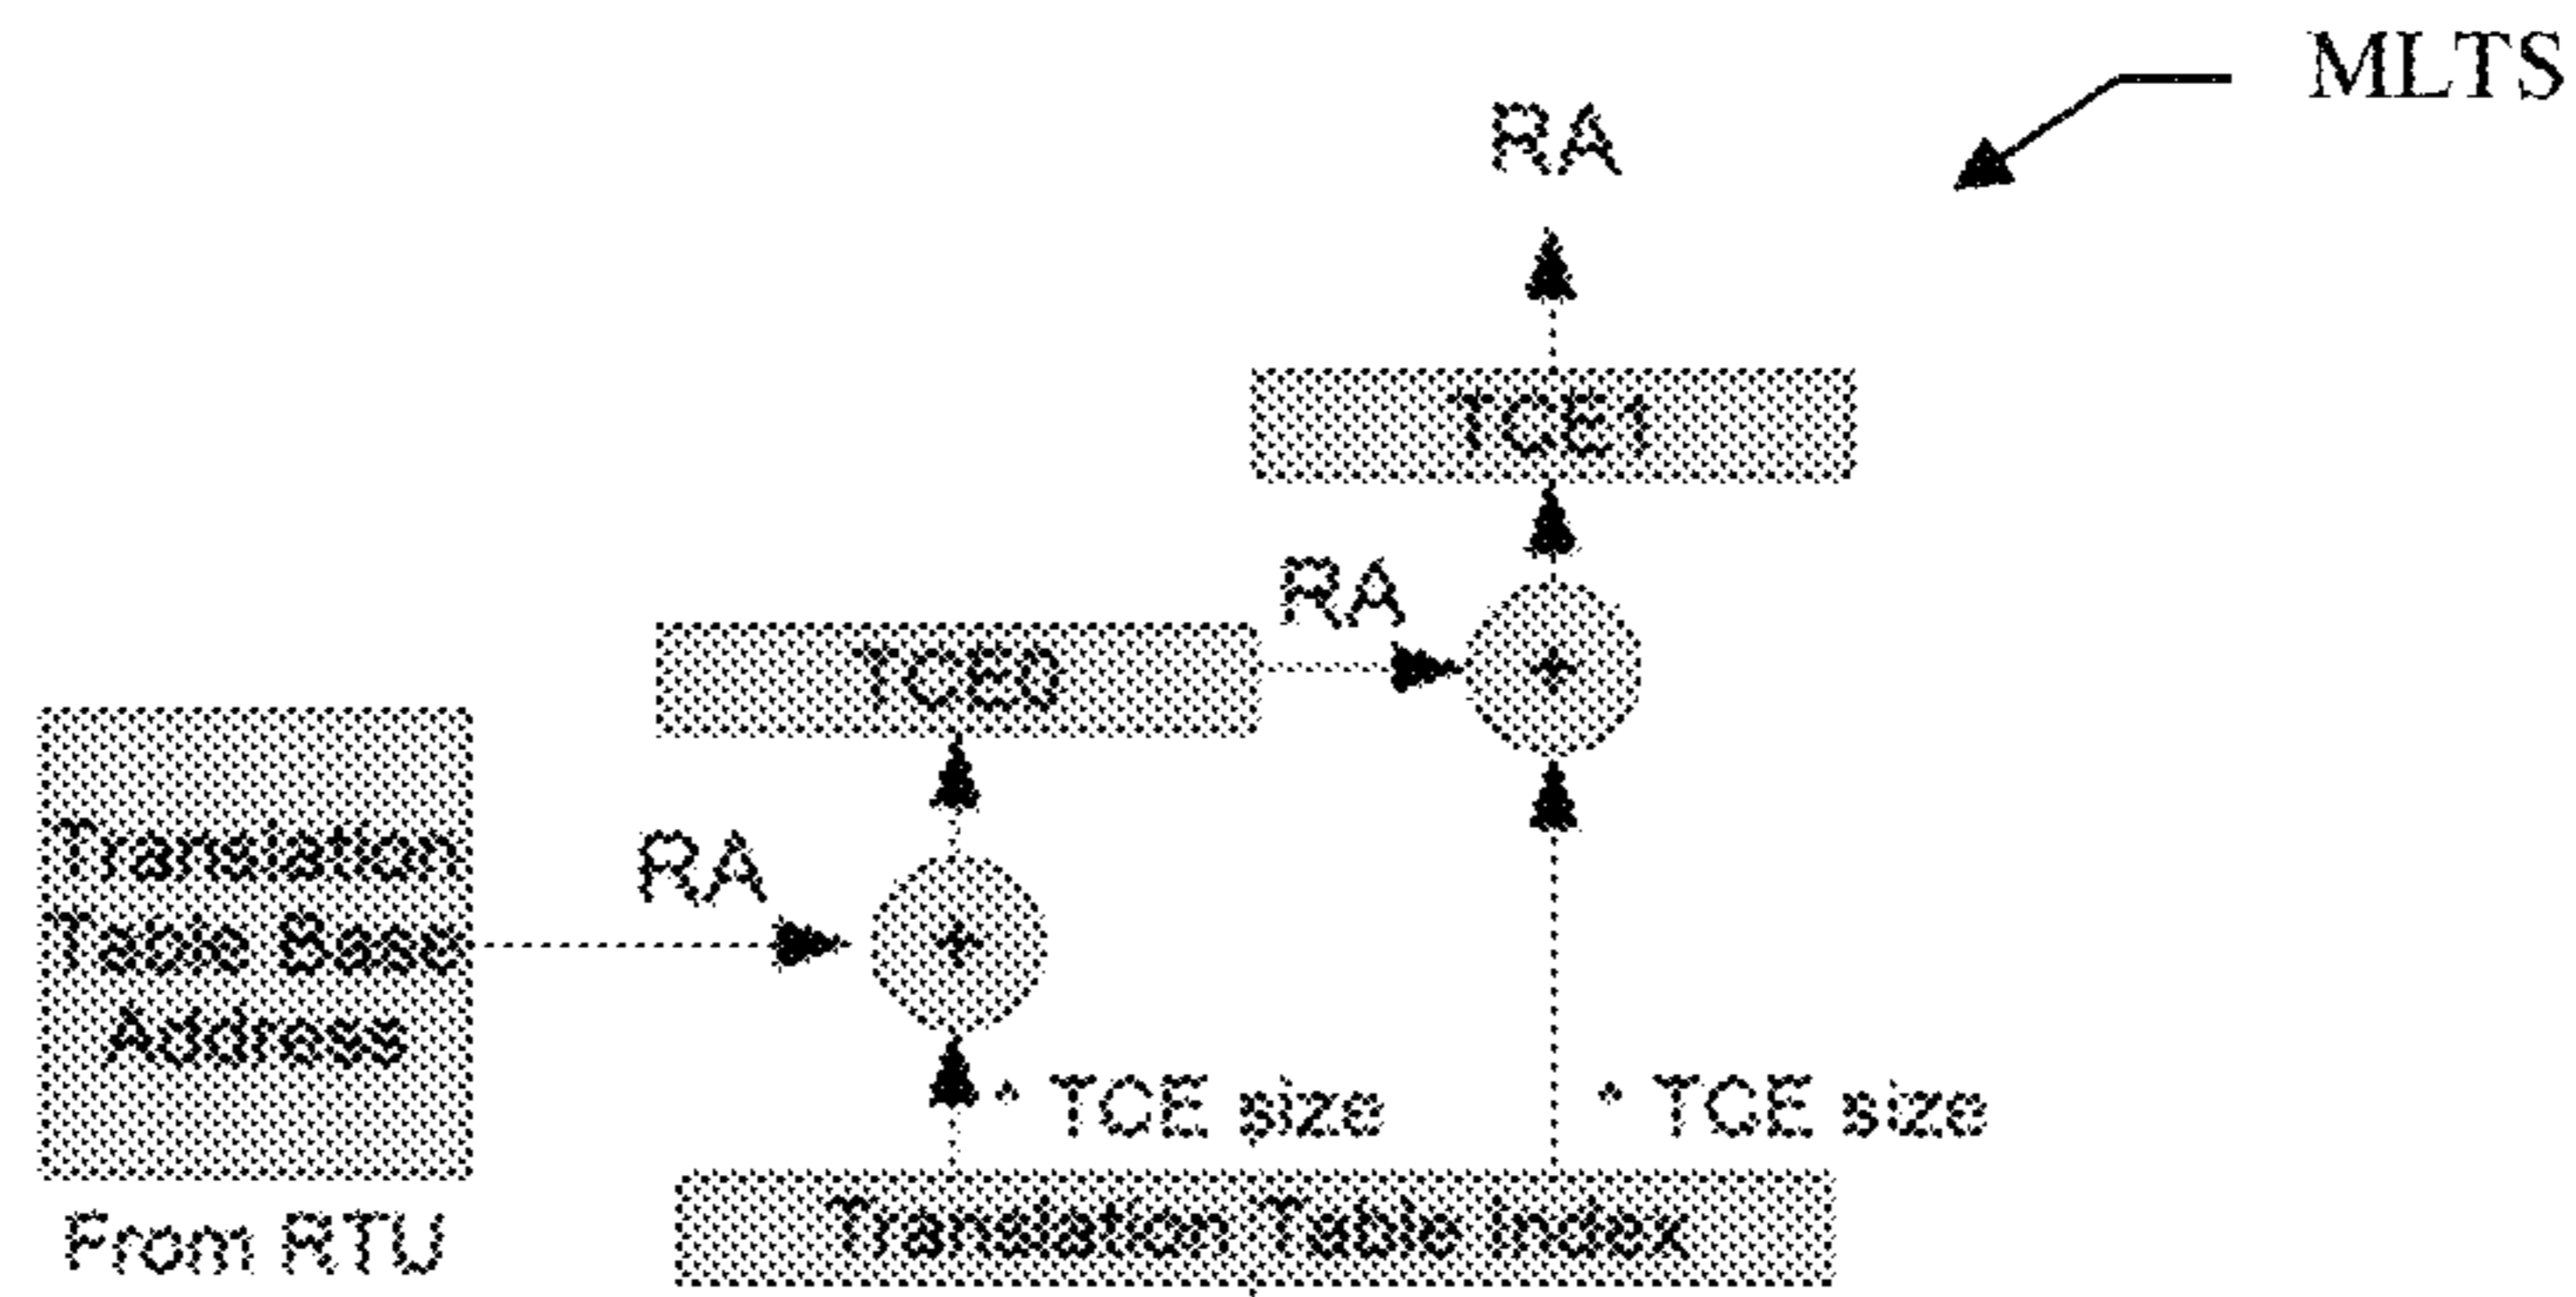 MLTS
RA
TCE1
RA
TCE0
RA
Translation
Table Base
Address
* TCE size
* TCE size
From RTU
Translation Table Index